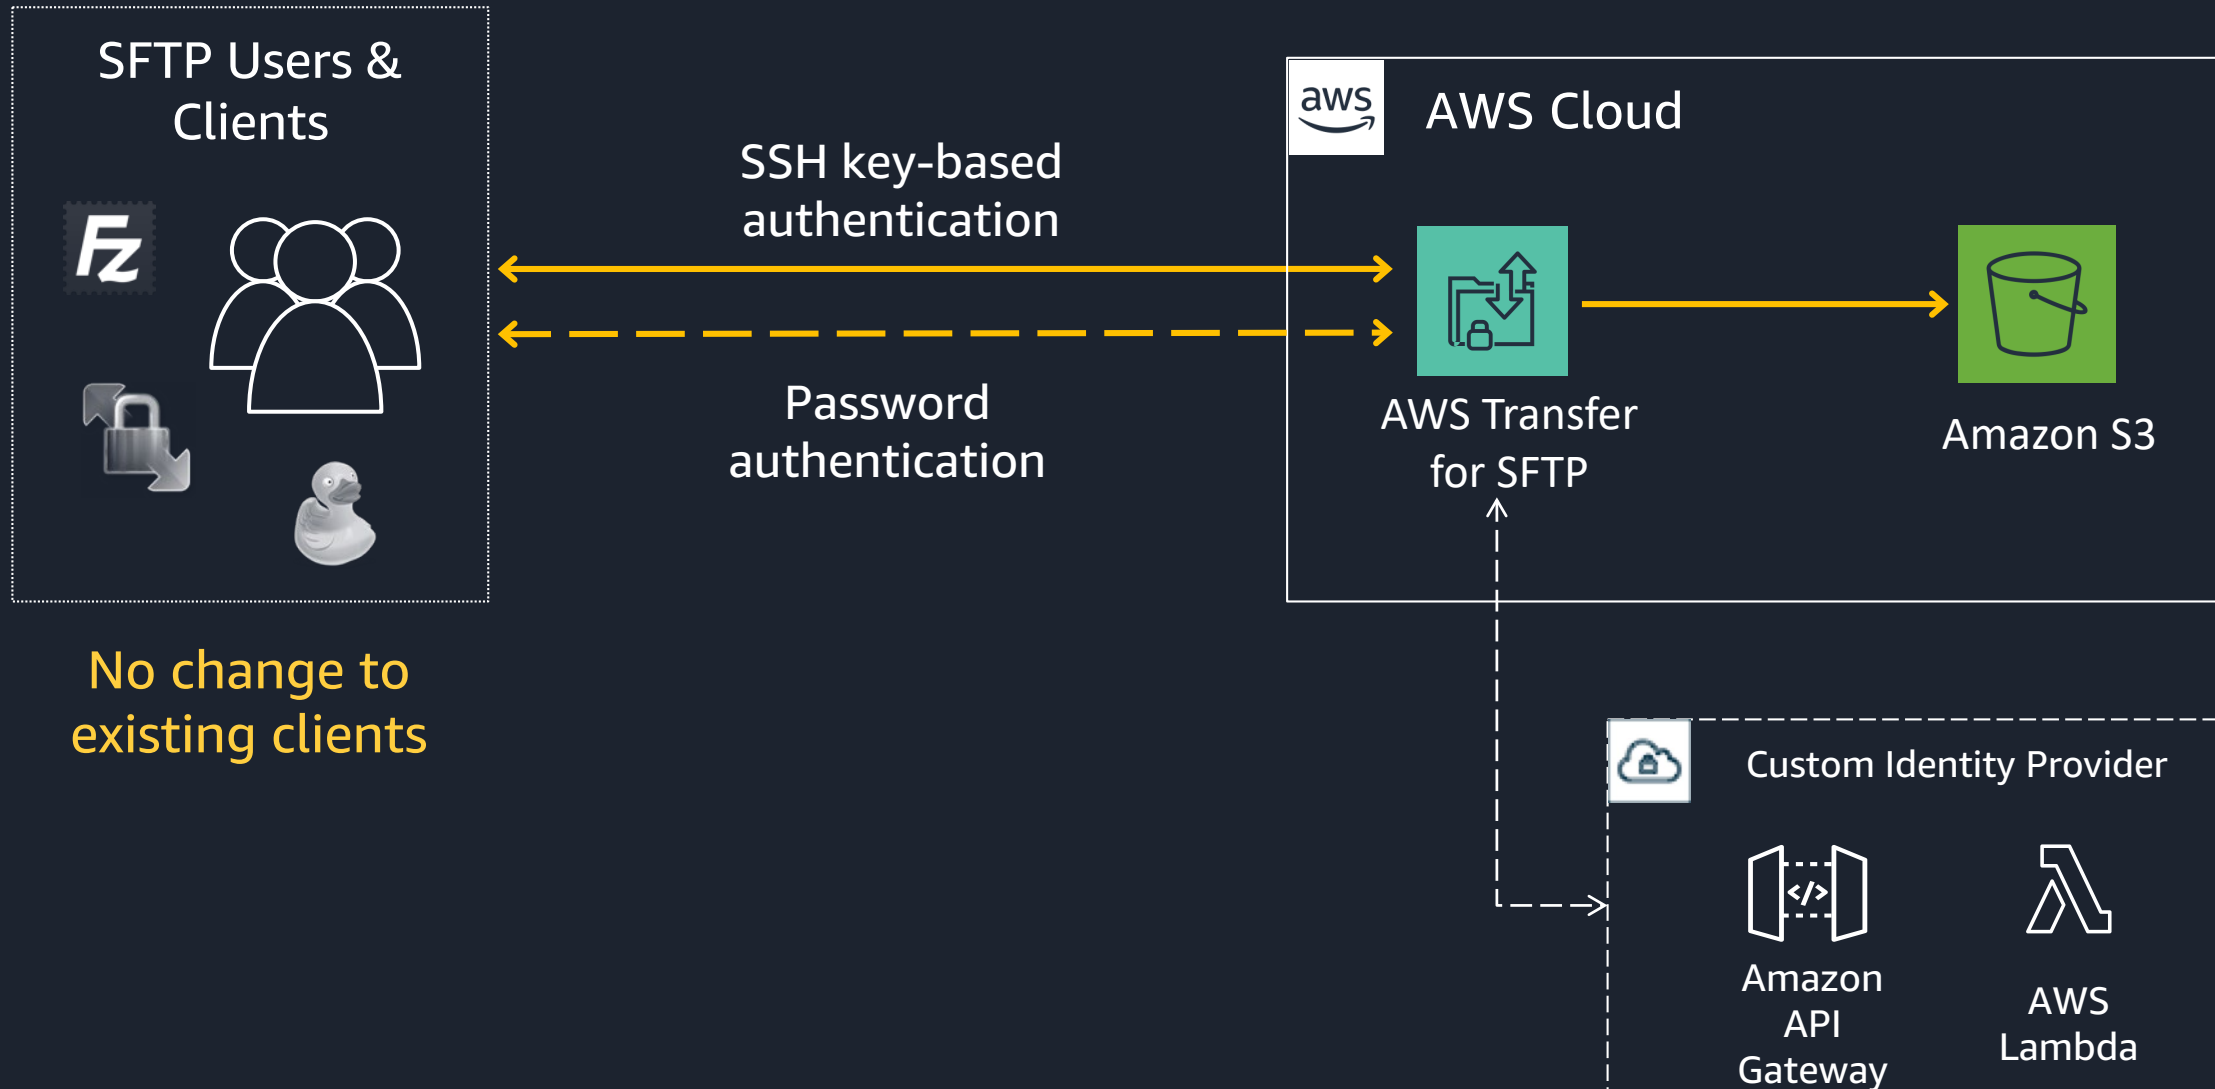 SFTP Users &
Clients
Fz
SSH key-based
authentication
Password
authentication
No change to
existing clients
aws
AWS Cloud
AWS Transfer
for SFTP
Amazon S3
Custom Identity Provider
</>
Amazon
API
Gateway
AWS
Lambda